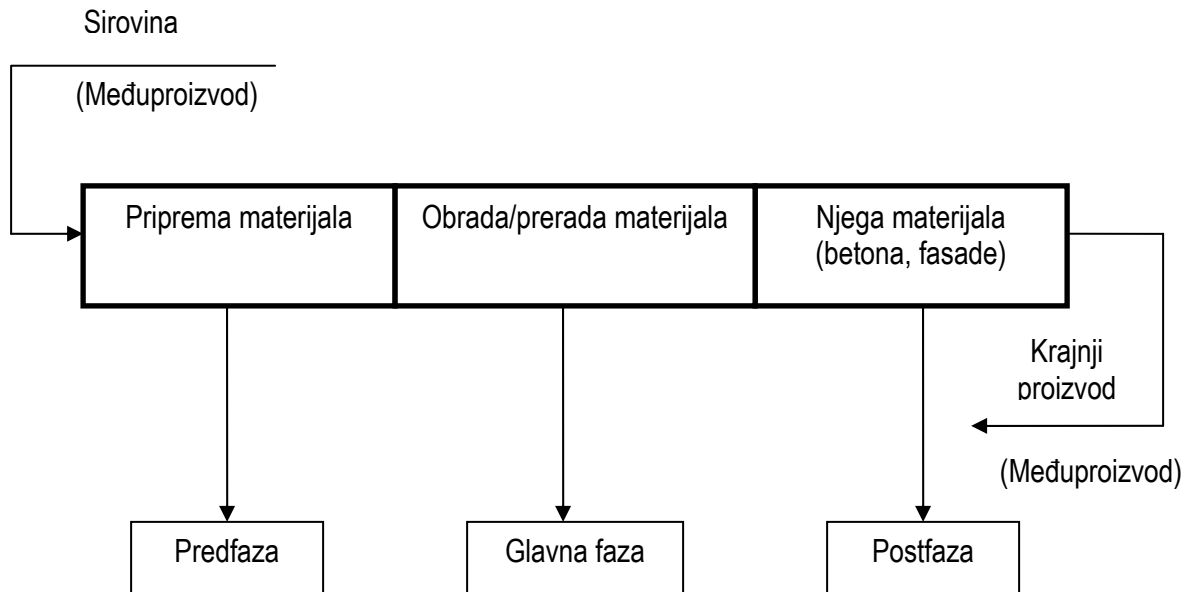 Sirovina
(Međuproizvod)
Priprema materijala
Obrada/prerada materijala
Njega materijala
(betona, fasade)
Krajnji
proizvod
(Međuproizvod)
Predfaza
Glavna faza
Postfaza